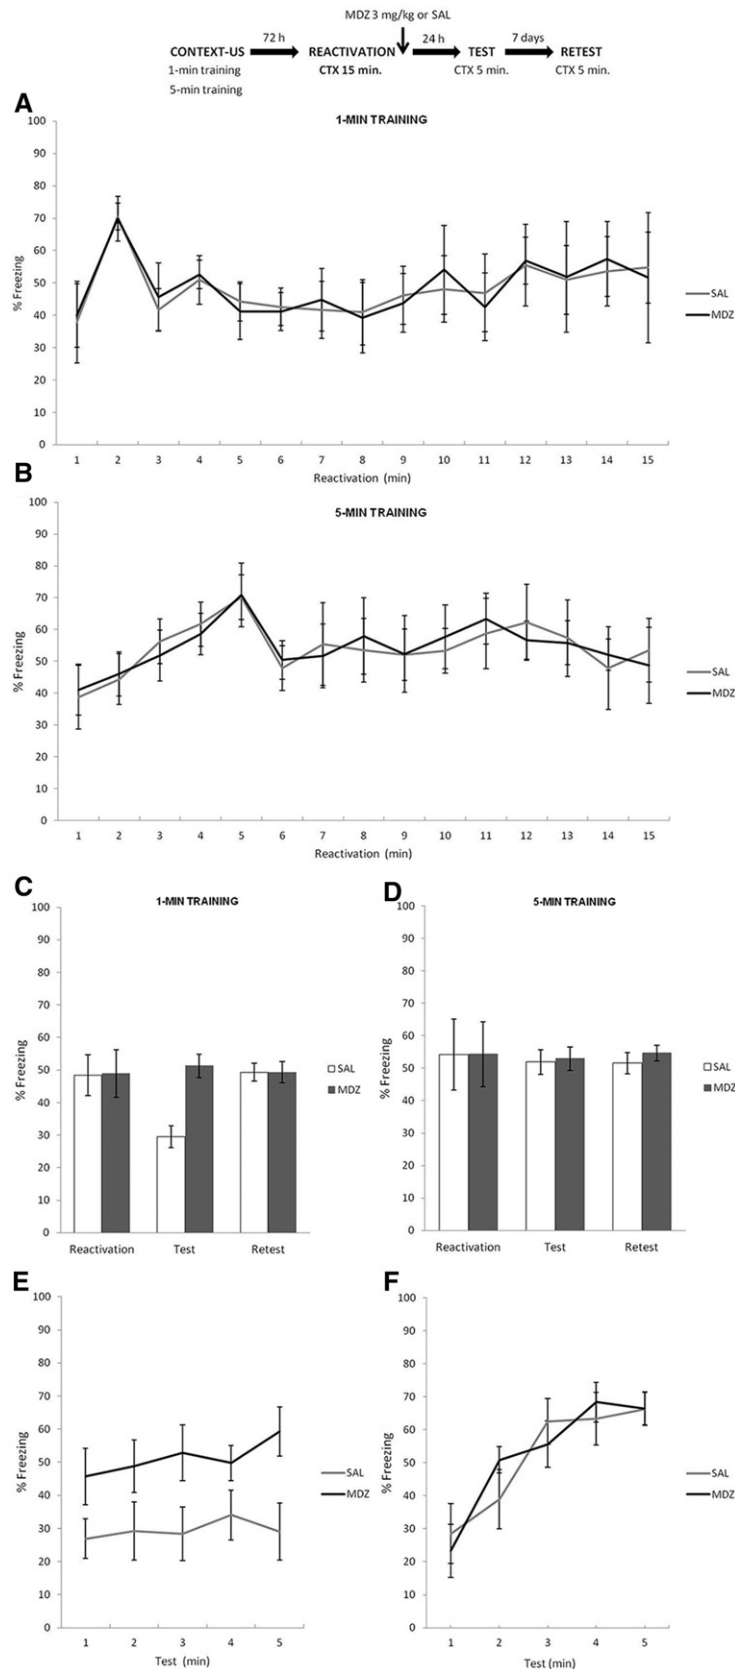 MDZ 3 mg/kg or SAL
72 h 24 h 7 days
CONTEXT-US REACTIVATION TEST RETEST
1-min training CTX 15 min. CTX 5 min. CTX 5 min.
5-min training
A
1-MIN TRAINING
100
90
80
70
60
50
40
30
20
10
0
% Freezing
SAL
MDZ
1 2 3 4 5 6 7 8 9 10 11 12 13 14 15
Reactivation (min)
B
5-MIN TRAINING
100
90
80
70
60
50
40
30
20
10
0
% Freezing
SAL
MDZ
1 2 3 4 5 6 7 8 9 10 11 12 13 14 15
Reactivation (min)
C
1-MIN TRAINING
100
90
80
70
60
50
40
30
20
10
0
% Freezing
SAL
MDZ
Reactivation Test Retest
D
5-MIN TRAINING
100
90
80
70
60
50
40
30
20
10
0
% Freezing
SAL
MDZ
Reactivation Test Retest
E
100
90
80
70
60
50
40
30
20
10
0
% Freezing
SAL
MDZ
1 2 3 4 5
Test (min)
F
100
90
80
70
60
50
40
30
20
10
0
% Freezing
SAL
MDZ
1 2 3 4 5
Test (min)